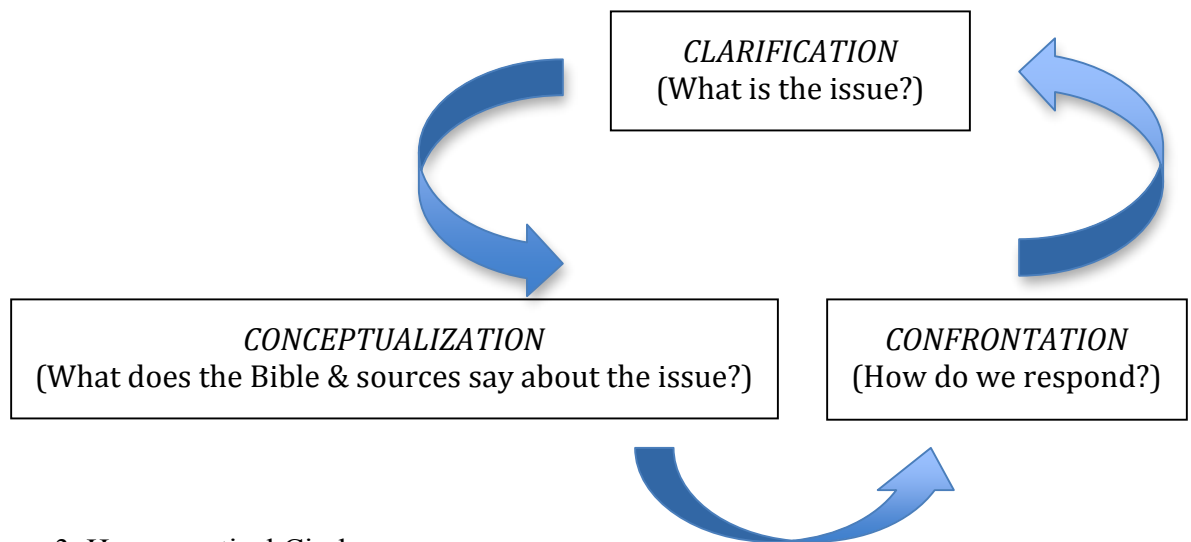 CLARIFICATION
(What is the issue?)
CONCEPTUALIZATION
(What does the Bible & sources say about the issue?)
CONFRONTATION
(How do we respond?)